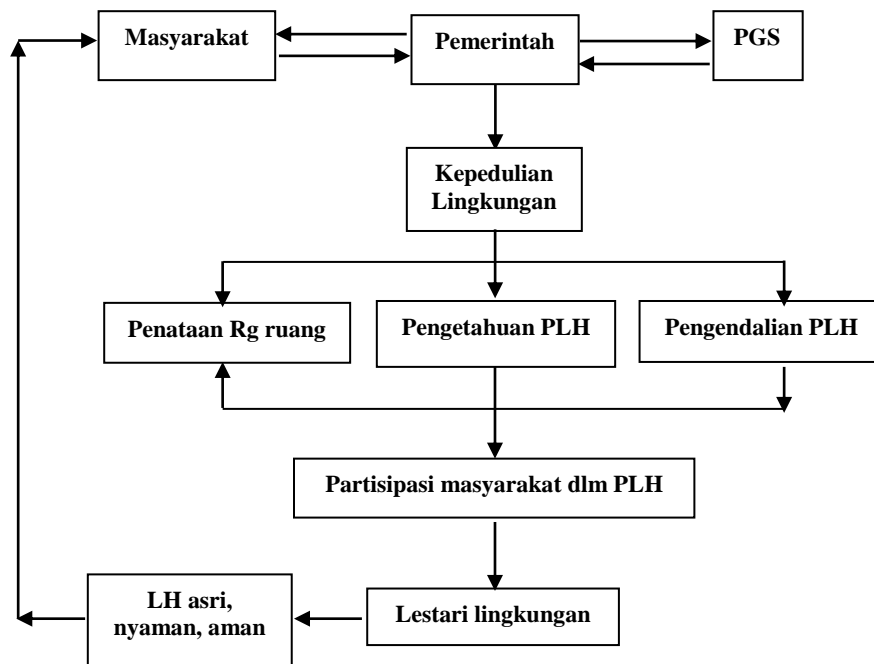 Masyarakat
Pemerintah
PGS
Kepedulian
Lingkungan
Penataan Rg ruang
Pengetahuan PLH
Pengendalian PLH
Partisipasi masyarakat dlm PLH
LH asri,
nyaman, aman
Lestari lingkungan